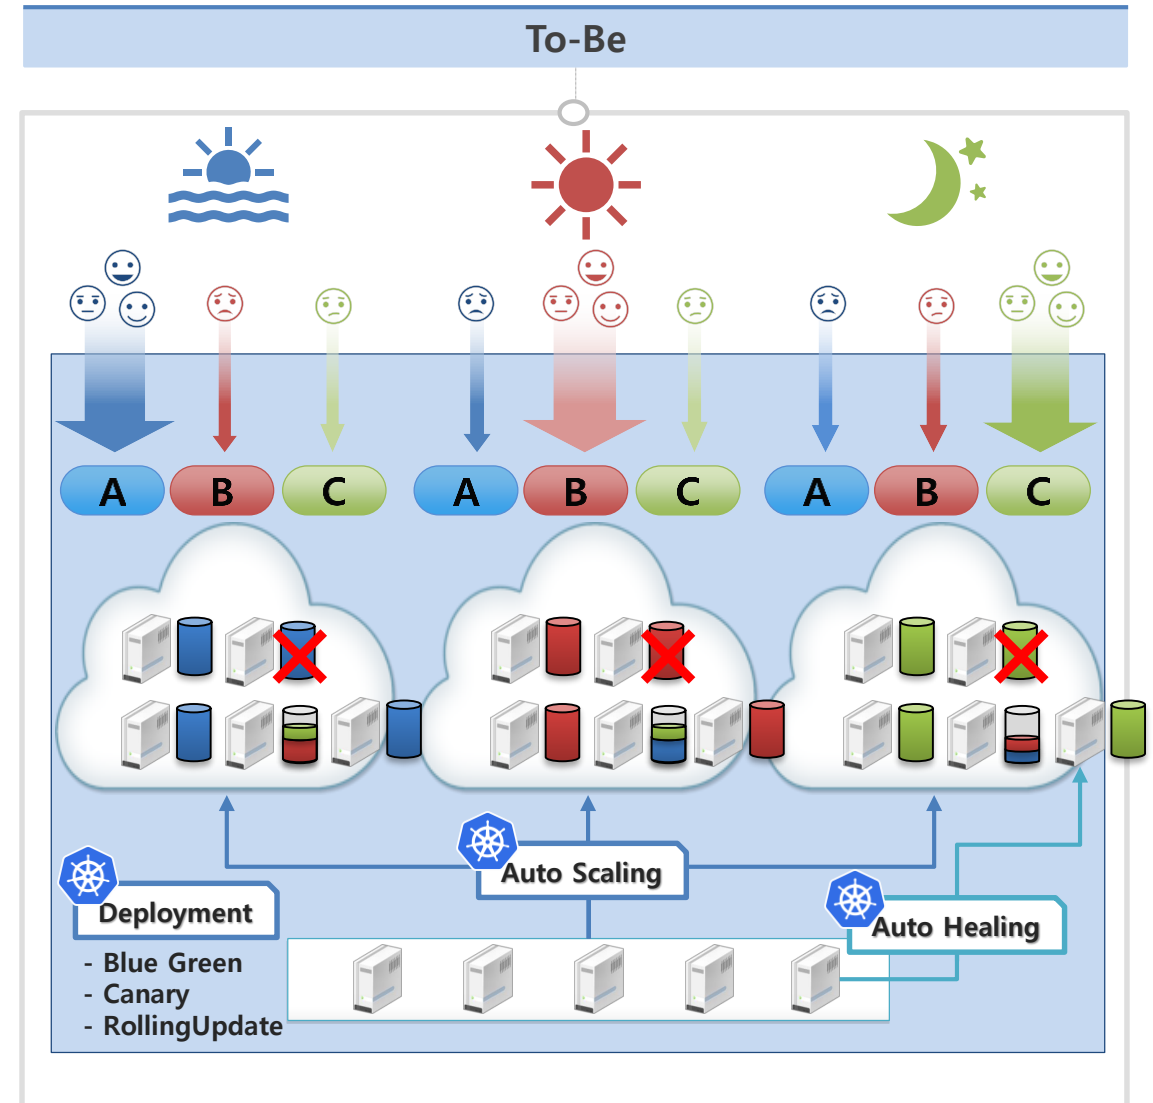 To-Be
A B C A B C A B C
Auto Scaling
Deployment
Auto Healing
- Blue Green
- Canary
- RollingUpdate